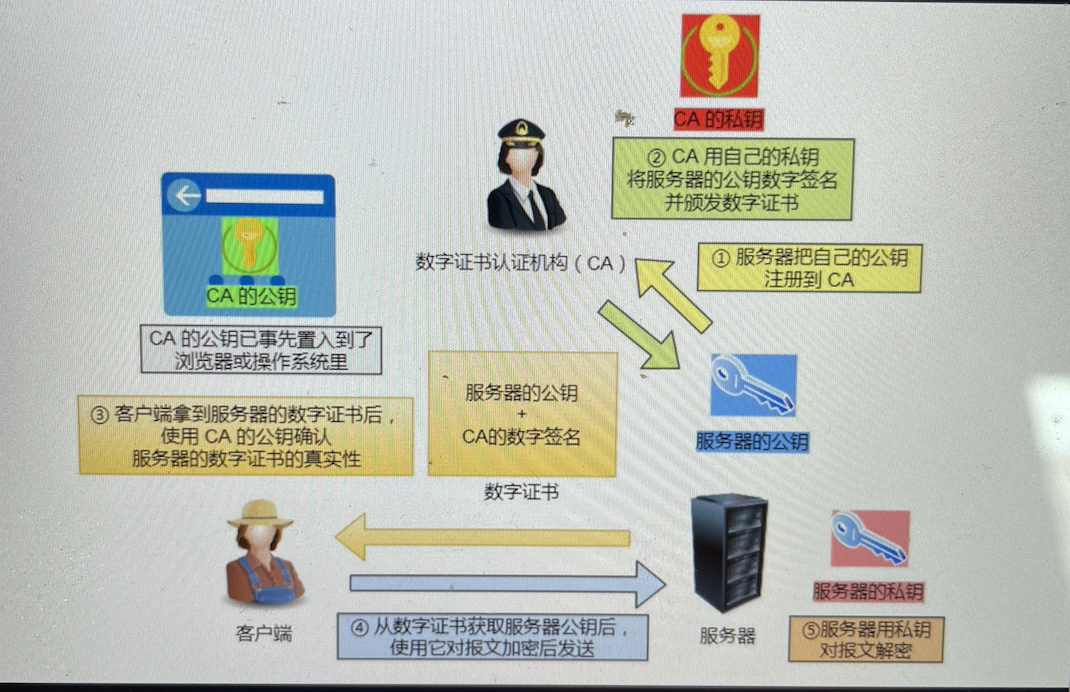 CA 的私钥
② CA 用自己的私钥
将服务器的公钥数字签名
并颁发数字证书
数字证书认证机构（CA）
① 服务器把自己的公钥
注册到 CA
CA 的公钥
CA 的公钥已事先置入到了
浏览器或操作系统里
③ 客户端拿到服务器的数字证书后，
使用 CA 的公钥确认
服务器的数字证书的真实性
服务器的公钥
+
CA的数字签名
数字证书
服务器的公钥
客户端
④ 从数字证书获取服务器公钥后，
使用它对报文加密后发送
服务器
服务器的私钥
⑤服务器用私钥
对报文解密